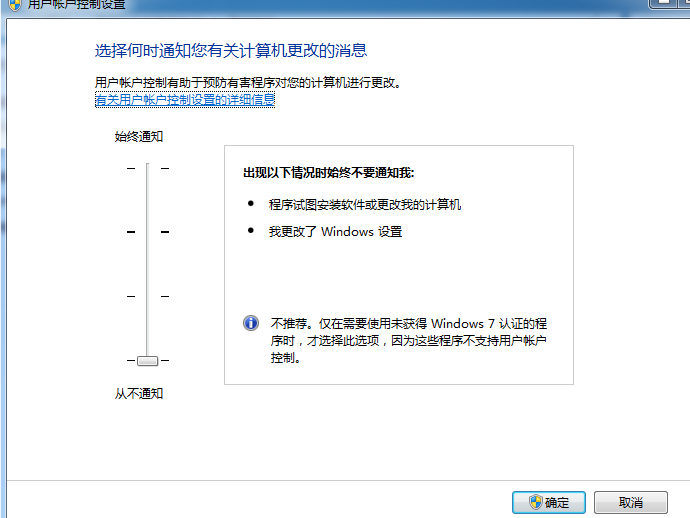 用户帐户控制设置
选择何时通知您有关计算机更改的消息
用户帐户控制有助于预防有害程序对您的计算机进行更改。
有关用户帐户控制设置的详细信息
始终通知
出现以下情况时始终不要通知我:
程序试图安装软件或更改我的计算机
我更改了 Windows 设置
不推荐。仅在需要使用未获得 Windows 7 认证的程
序时，才选择此选项，因为这些程序不支持用户帐户
控制。
从不通知
确定
取消